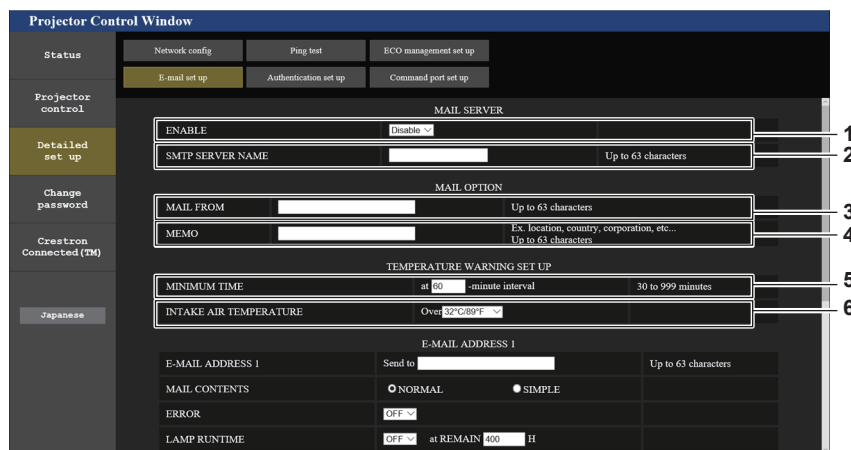 Projector Control Window
Status
Projector
control
Detailed
set up
Change
password
Crestron
Connected(TM)
Japanese
Network config Ping test ECO management set up
E-mail set up Authentication set up Command port set up
MAIL SERVER
ENABLE Disable 1
SMTP SERVER NAME Up to 63 characters 2
MAIL OPTION
MAIL FROM Up to 63 characters 3
MEMO Ex. location, country, corporation, etc... 4
Up to 63 characters
TEMPERATURE WARNING SET UP
MINIMUM TIME at 60 -minute interval 30 to 999 minutes 5
INTAKE AIR TEMPERATURE Over 32°C/89°F 6
E-MAIL ADDRESS 1
E-MAIL ADDRESS 1 Send to Up to 63 characters
MAIL CONTENTS NORMAL SIMPLE
ERROR OFF
LAMP RUNTIME OFF at REMAIN 400 H